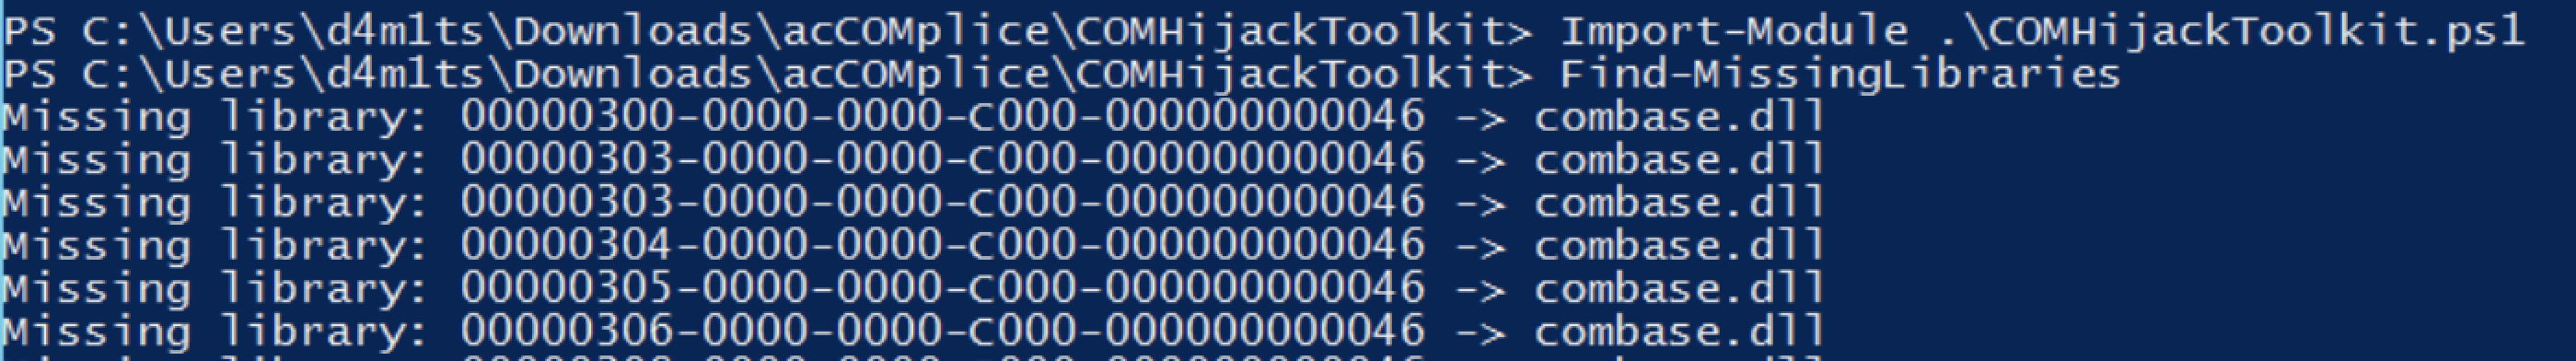 PS C:\Users\d4m1ts\Downloads\acCOMplice\COMHijackToolkit> Import-Module .\COMHijackToolkit.ps1
PS C:\Users\d4m1ts\Downloads\acCOMplice\COMHijackToolkit> Find-MissingLibraries
Missing library: 00000300-0000-0000-C000-000000000046 -> combase.dll
Missing library: 00000303-0000-0000-C000-000000000046 -> combase.dll
Missing library: 00000303-0000-0000-C000-000000000046 -> combase.dll
Missing library: 00000304-0000-0000-C000-000000000046 -> combase.dll
Missing library: 00000305-0000-0000-C000-000000000046 -> combase.dll
Missing library: 00000306-0000-0000-C000-000000000046 -> combase.dll